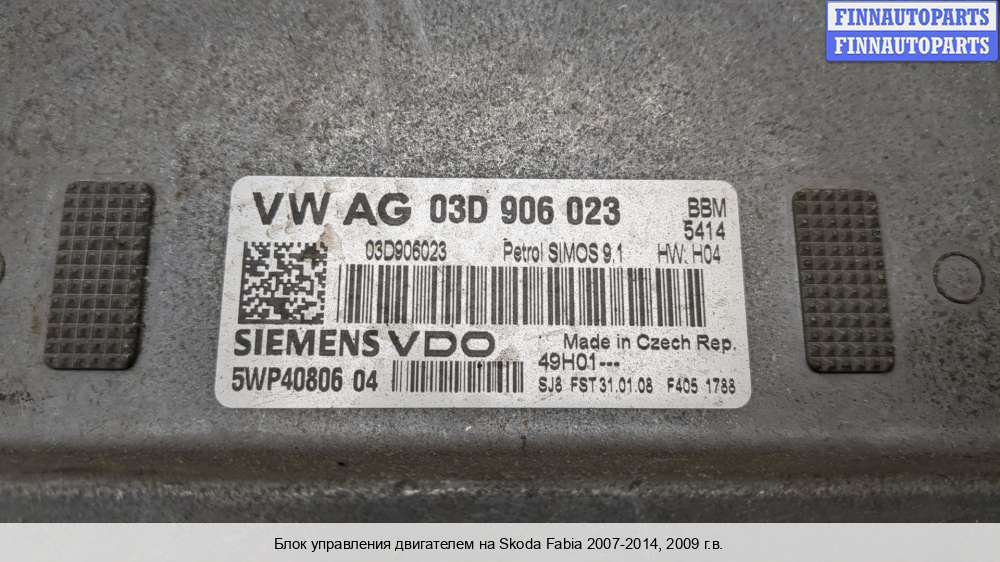 FINNAUTOPARTS
FINNAUTOPARTS
VW AG 03D 906 023 BBM
5414
03D906023 Petrol SIMOS 9.1 HW: H04
SIEMENS VDO Made in Czech Rep.
49H01---
5WP40806 04 SJ8 FST 31.01.08 F405 1788
Блок управления двигателем на Skoda Fabia 2007-2014, 2009 г.в.